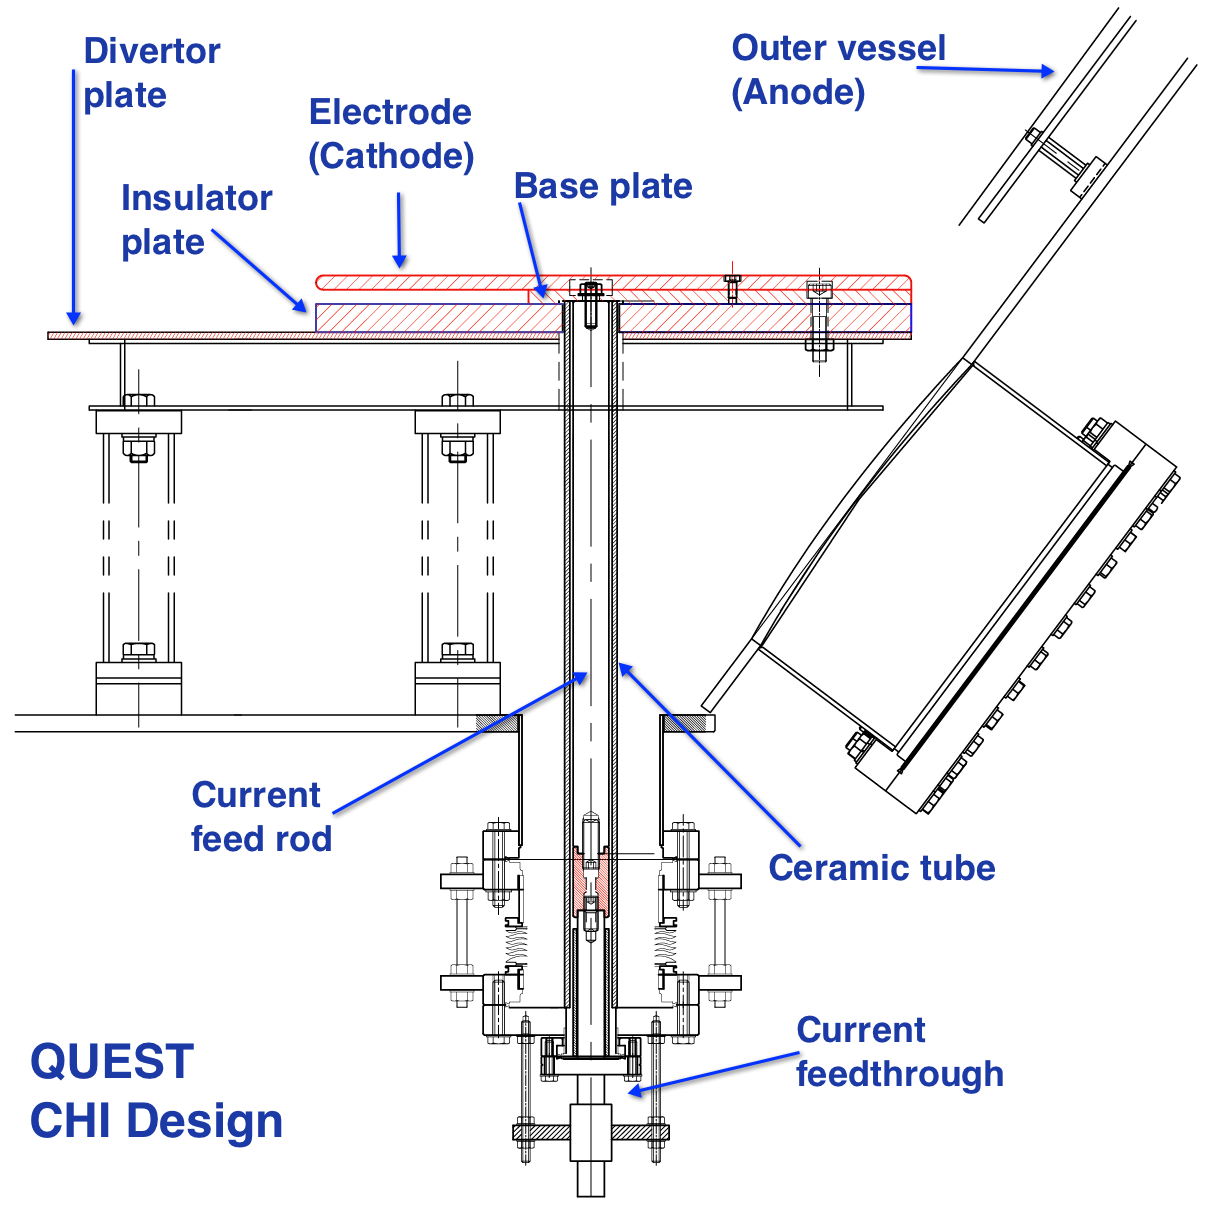 Divertor
plate
Outer vessel
(Anode)
Electrode
(Cathode)
Insulator
plate
Base plate
Current
feed rod
Ceramic tube
Current
feedthrough
QUEST
CHI Design